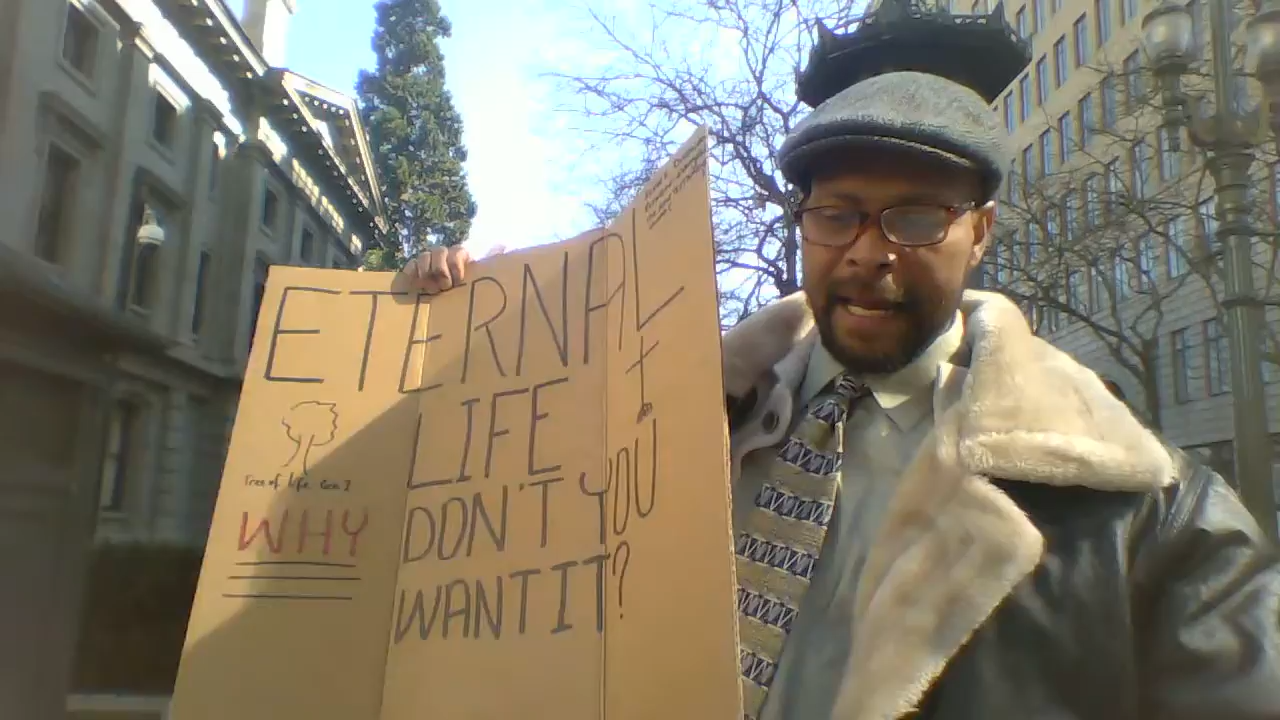 ETERNAL
LIFE
DON'T YOU
WANT IT?
Tree of life Gen 2
WHY